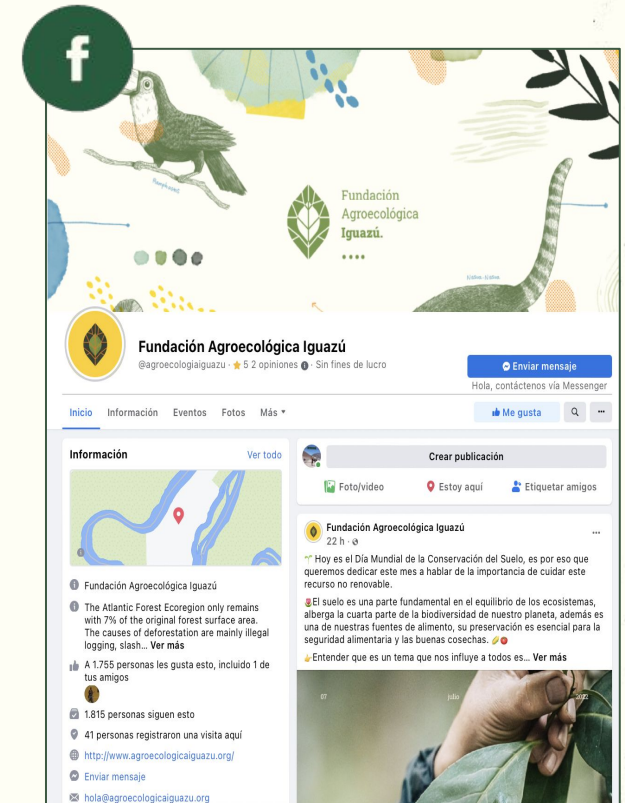 f
Fundación
Agroecológica
Iguazú.
Fundación Agroecológica Iguazú
@agroecologiaiguazu · ⭐ 5 2 opiniones · Sin fines de lucro
Enviar mensaje
Hola, contáctenos vía Messenger
Inicio Información Eventos Fotos Más
Me gusta
Información Ver todo
Fundación Agroecológica Iguazú
The Atlantic Forest Ecoregion only remains
with 7% of the original forest surface area.
The causes of deforestation are mainly illegal
logging, slash... Ver más
A 1.755 personas les gusta esto, incluido 1 de
tus amigos
1.815 personas siguen esto
41 personas registraron una visita aquí
http://www.agroecologicaiguazu.org/
Enviar mensaje
hola@agroecologicaiguazu.org
Crear publicación
Foto/video Estoy aquí Etiquetar amigos
Fundación Agroecológica Iguazú
22 h ·
🌱 Hoy es el Día Mundial de la Conservación del Suelo, es por eso que
queremos dedicar este mes a hablar de la importancia de cuidar este
recurso no renovable.
🌷El suelo es una parte fundamental en el equilibrio de los ecosistemas,
alberga la cuarta parte de la biodiversidad de nuestro planeta, además es
una de nuestras fuentes de alimento, su preservación es esencial para la
seguridad alimentaria y las buenas cosechas. 🌽🍅
👉Entender que es un tema que nos influye a todos es... Ver más
07 julio 2022